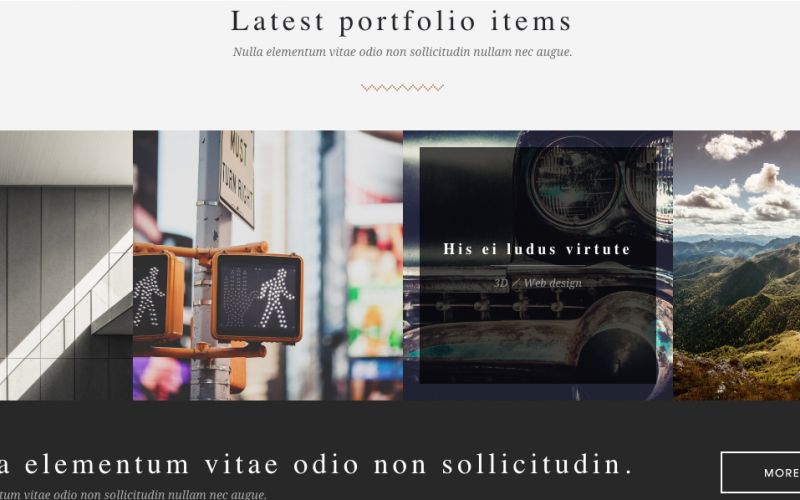 Latest portfolio items
Nulla elementum vitae odio non sollicitudin nullam nec augue.
MUST
TURN RIGHT
His ei ludus virtute
3D / Web design
a elementum vitae odio non sollicitudin.
MORE
tum vitae odio non sollicitudin nullam nec augue.